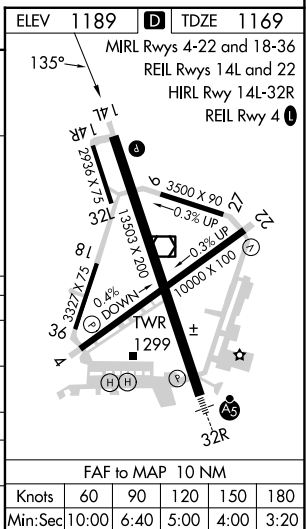 ELEV 1189 D TDZE 1169
MIRL Rwys 4-22 and 18-36
135°
REIL Rwys 14L and 22
HIRL Rwy 14L-32R
REIL Rwy 4 L
14L
14R
P
2936 X 75
32L
9
3500 X 90
27
0.3% UP
22
V
13503 X 200
0.3% UP
10000 X 100
18
3327 X 75
36
0.4%
DOWN
P
4
TWR
1299
±
H H
P
A5
32R
FAF to MAP 10 NM
Knots 60 90 120 150 180
Min:Sec 10:00 6:40 5:00 4:00 3:20